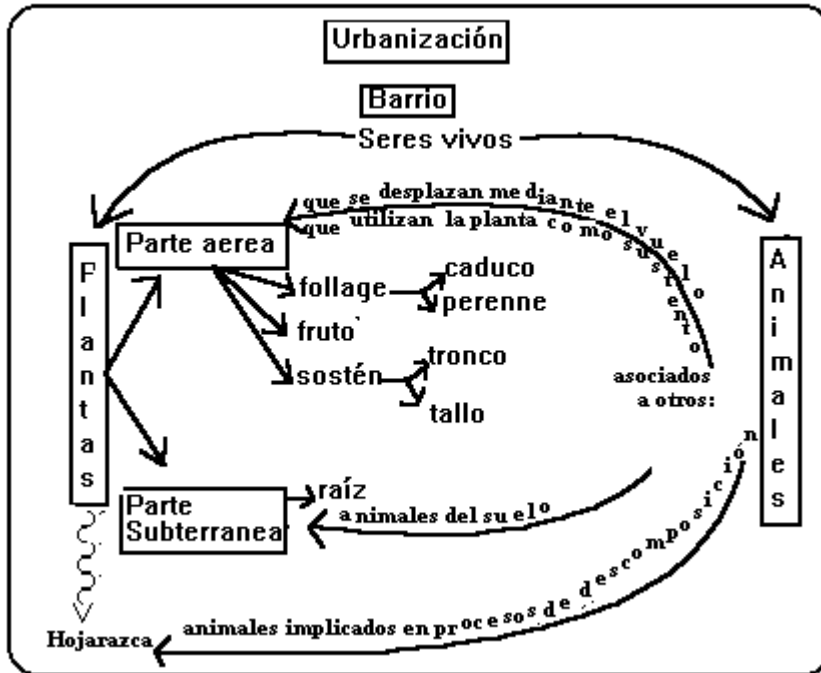 Urbanización
Barrio
Seres vivos
que se desplazan mediante el vuelo
que utilizan la planta como sustento
Parte aerea
Plantas
Animales
follage
caduco
perenne
fruto
sostén
tronco
tallo
asociados
a otros:
raíz
Parte
Subterranea
animales del suelo
animales implicados en procesos de descomposición
Hojarazca